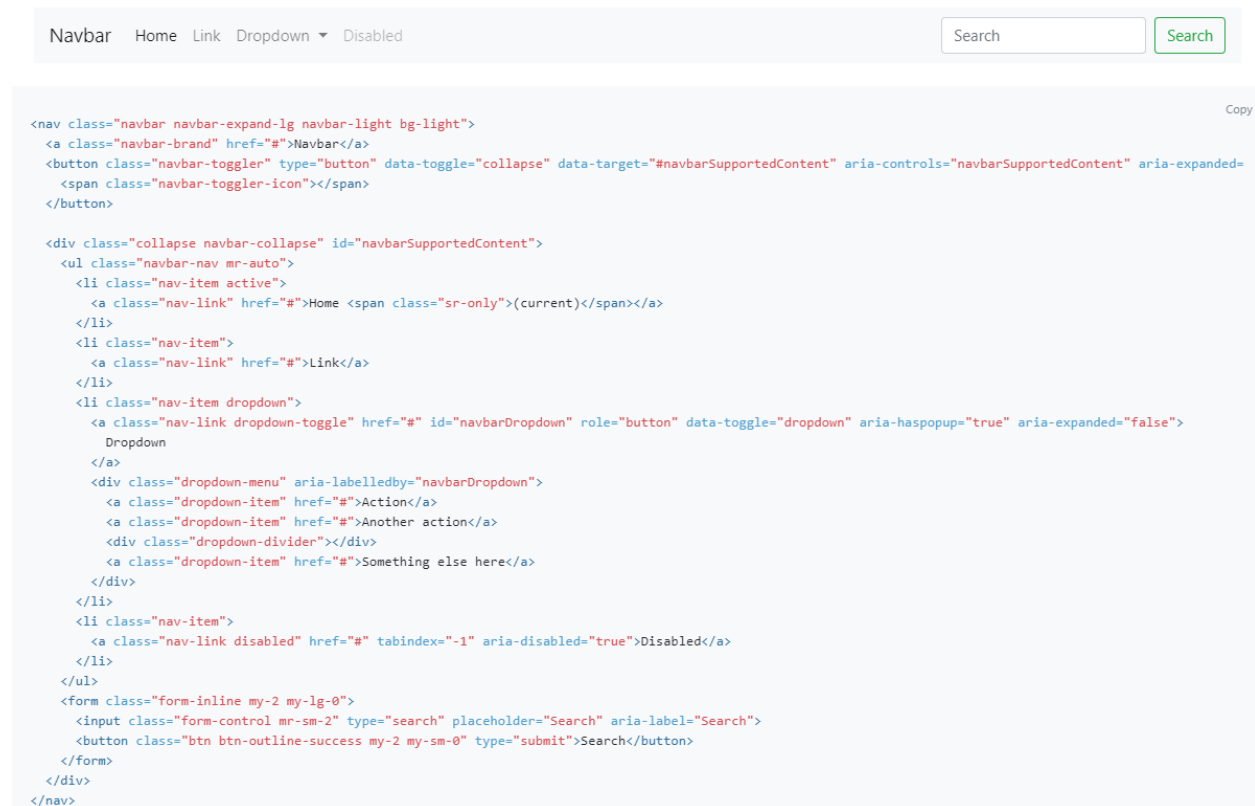 Navbar Home Link Dropdown Disabled Search Search
Copy
<nav class="navbar navbar-expand-lg navbar-light bg-light">
  <a class="navbar-brand" href="#">Navbar</a>
  <button class="navbar-toggler" type="button" data-toggle="collapse" data-target="#navbarSupportedContent" aria-controls="navbarSupportedContent" aria-expanded=
    <span class="navbar-toggler-icon"></span>
  </button>

  <div class="collapse navbar-collapse" id="navbarSupportedContent">
    <ul class="navbar-nav mr-auto">
      <li class="nav-item active">
        <a class="nav-link" href="#">Home <span class="sr-only">(current)</span></a>
      </li>
      <li class="nav-item">
        <a class="nav-link" href="#">Link</a>
      </li>
      <li class="nav-item dropdown">
        <a class="nav-link dropdown-toggle" href="#" id="navbarDropdown" role="button" data-toggle="dropdown" aria-haspopup="true" aria-expanded="false">
          Dropdown
        </a>
        <div class="dropdown-menu" aria-labelledby="navbarDropdown">
          <a class="dropdown-item" href="#">Action</a>
          <a class="dropdown-item" href="#">Another action</a>
          <div class="dropdown-divider"></div>
          <a class="dropdown-item" href="#">Something else here</a>
        </div>
      </li>
      <li class="nav-item">
        <a class="nav-link disabled" href="#" tabindex="-1" aria-disabled="true">Disabled</a>
      </li>
    </ul>
    <form class="form-inline my-2 my-lg-0">
      <input class="form-control mr-sm-2" type="search" placeholder="Search" aria-label="Search">
      <button class="btn btn-outline-success my-2 my-sm-0" type="submit">Search</button>
    </form>
  </div>
</nav>